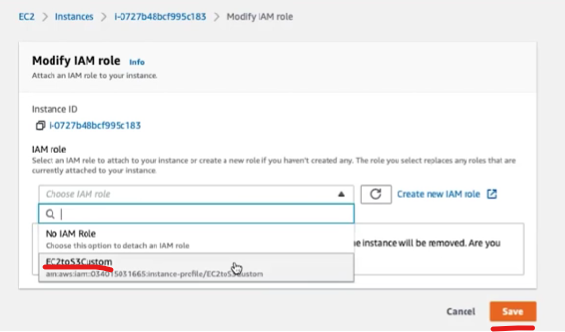 EC2 > Instances > i-0727b48bcf995c183 > Modify IAM role
Modify IAM role Info
Attach an IAM role to your instance.
Instance ID
i-0727b48bcf995c183
IAM role
Select an IAM role to attach to your instance or create a new role if you haven't created any. The role you select replaces any roles that are
currently attached to your instance.
Choose IAM role
Create new IAM role
No IAM Role
Choose this option to detach an IAM role
e instance will be removed. Are you
EC2toS3Custom
arn:aws:iam::034015031665:instance-profile/EC2toS3Custom
Cancel
Save